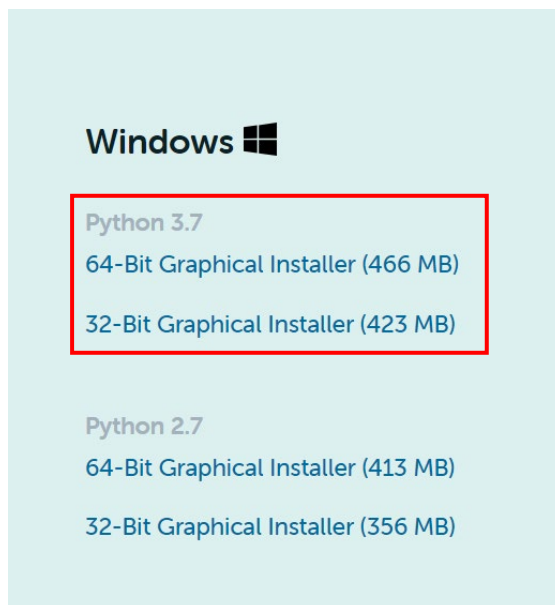 Windows
Python 3.7
64-Bit Graphical Installer (466 MB)
32-Bit Graphical Installer (423 MB)
Python 2.7
64-Bit Graphical Installer (413 MB)
32-Bit Graphical Installer (356 MB)